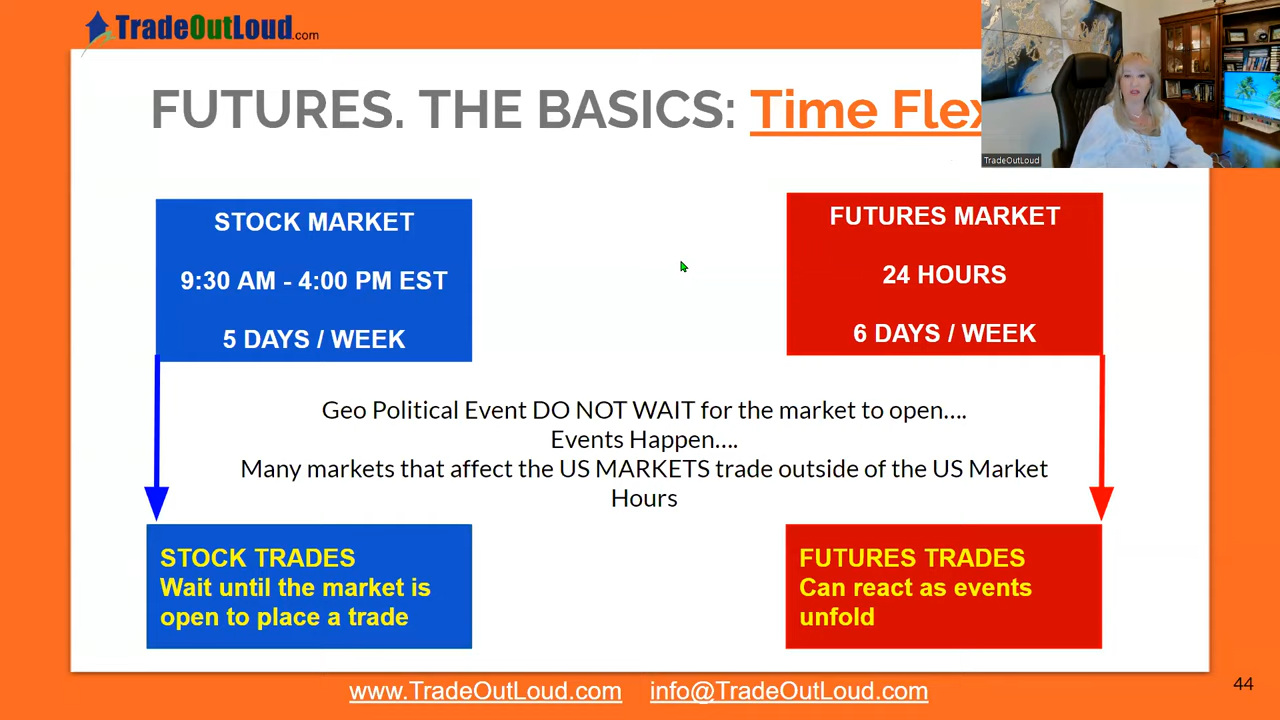 TradeOutLoud.com
FUTURES. THE BASICS: Time Flex
TradeOutLoud
STOCK MARKET
9:30 AM - 4:00 PM EST
5 DAYS / WEEK
FUTURES MARKET
24 HOURS
6 DAYS / WEEK
Geo Political Event DO NOT WAIT for the market to open....
Events Happen....
Many markets that affect the US MARKETS trade outside of the US Market
Hours
STOCK TRADES
Wait until the market is
open to place a trade
FUTURES TRADES
Can react as events
unfold
www.TradeOutLoud.com info@TradeOutLoud.com
44